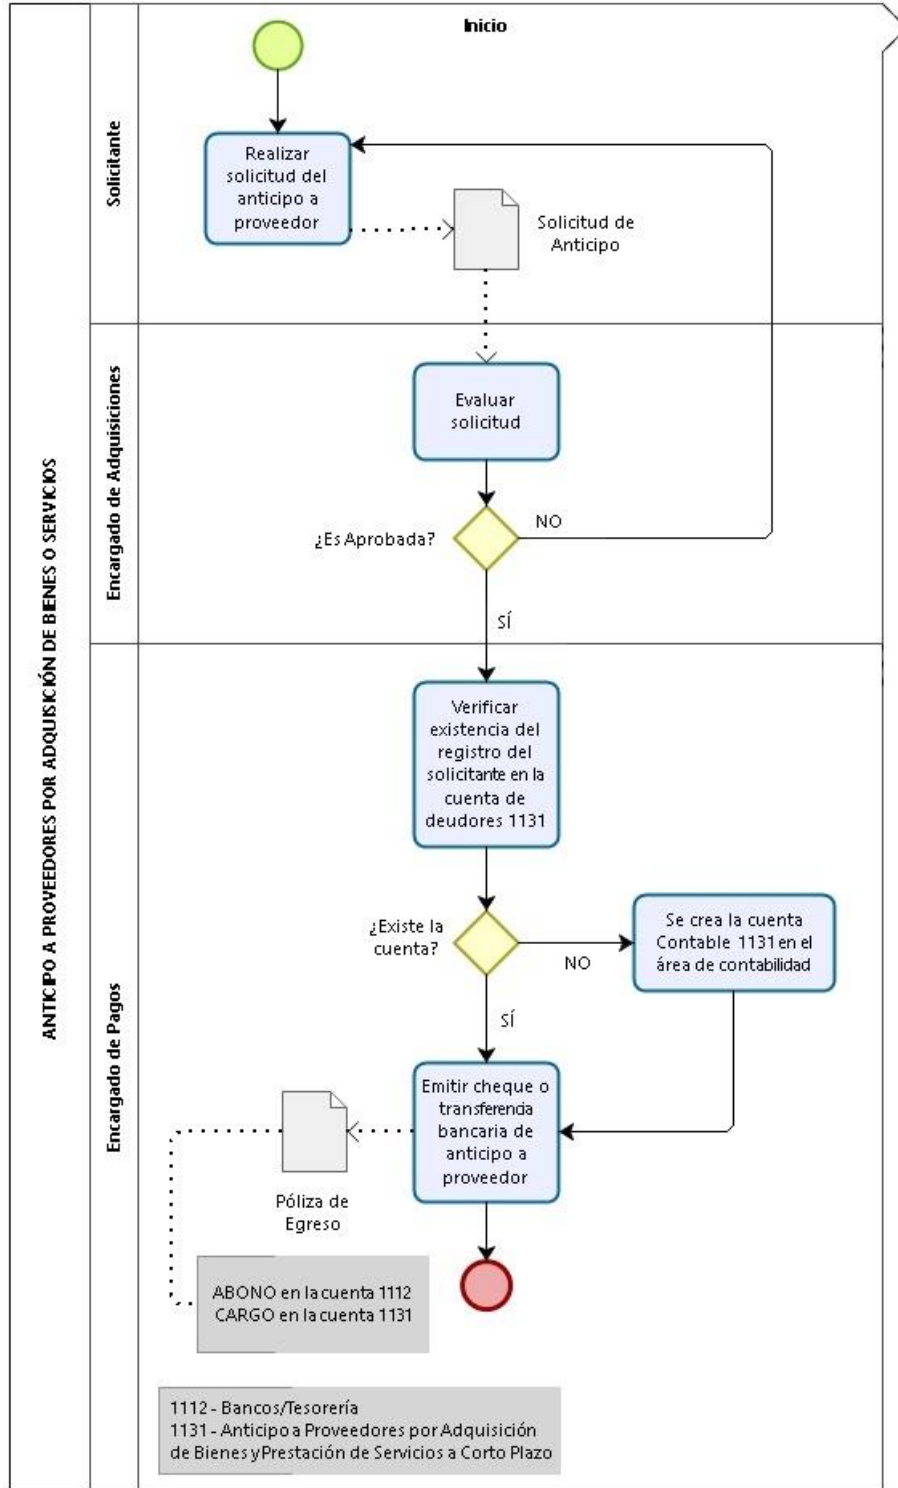 Inicio
ANTICIPO A PROVEEDORES POR ADQUISICIÓN DE BIENES O SERVICIOS
Solicitante
Realizar
solicitud del
anticipo a
proveedor
Solicitud de
Anticipo
Encargado de Adquisiciones
Evaluar
solicitud
¿Es Aprobada?
NO
SÍ
Encargado de Pagos
Verificar
existencia del
registro del
solicitante en la
cuenta de
deudores 1131
¿Existe la
cuenta?
NO
Se crea la cuenta
Contable 1131 en el
área de contabilidad
SÍ
Emitir cheque o
transferencia
bancaria de
anticipo a
proveedor
Póliza de
Egreso
ABONO en la cuenta 1112
CARGO en la cuenta 1131
1112 - Bancos/Tesorería
1131 - Anticipo a Proveedores por Adquisición
de Bienes y Prestación de Servicios a Corto Plazo